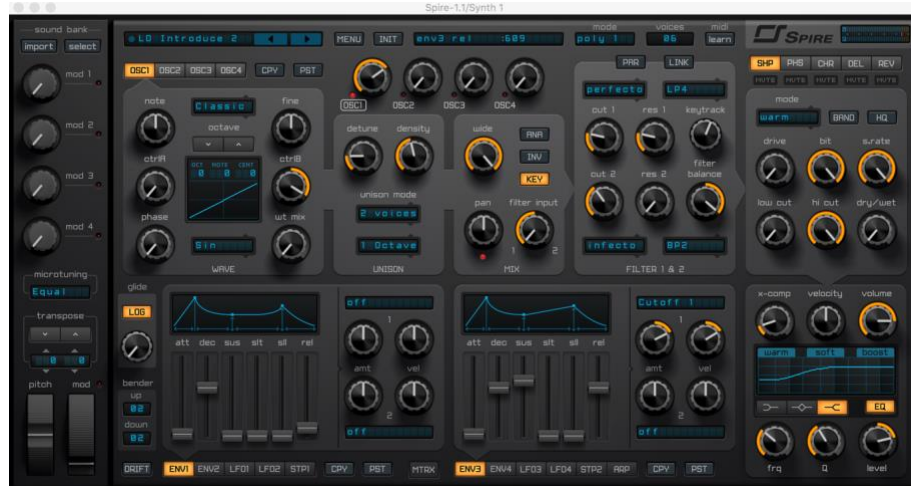 Spire-1.1/Synth 1
sound bank
import select
mod 1
mod 2
mod 3
mod 4
microtuning
Equal
transpose
0 0
pitch mod
LD Introduce 2
MENU INIT
env3 rel :609
mode
poly 1
voices
06
midi
learn
SPIRE
OSC1 OSC2 OSC3 OSC4 CPY PST
note
Classic
fine
octave
ctrlA
OCT NOTE CENT
0 0 0
ctrlB
phase
Sin
wt mix
WAVE
OSC1 OSC2 OSC3 OSC4
detune density
unison mode
2 voices
1 Octave
UNISON
wide
ANA
INV
KEY
pan filter input
1 2
MIX
PAR LINK
perfecto LP4
cut 1 res 1 keytrack
cut 2 res 2
filter
balance
infecto BP2
FILTER 1 & 2
SHP PHS CHR DEL REV
MUTE MUTE MUTE MUTE MUTE
mode
warm BAND HQ
drive bit s.rate
low cut hi cut dry/wet
glide
LOG
bender
up
02
down
02
DRIFT
att dec sus slt sll rel
off
1
amt vel
2
off
ENV1 ENV2 LFO1 LFO2 STP1 CPY PST
MTRX
att dec sus slt sll rel
Cutoff 1
1
amt vel
2
off
ENV3 ENV4 LFO3 LFO4 STP2 ARP CPY PST
x-comp velocity volume
warm soft boost
EQ
frq Q level